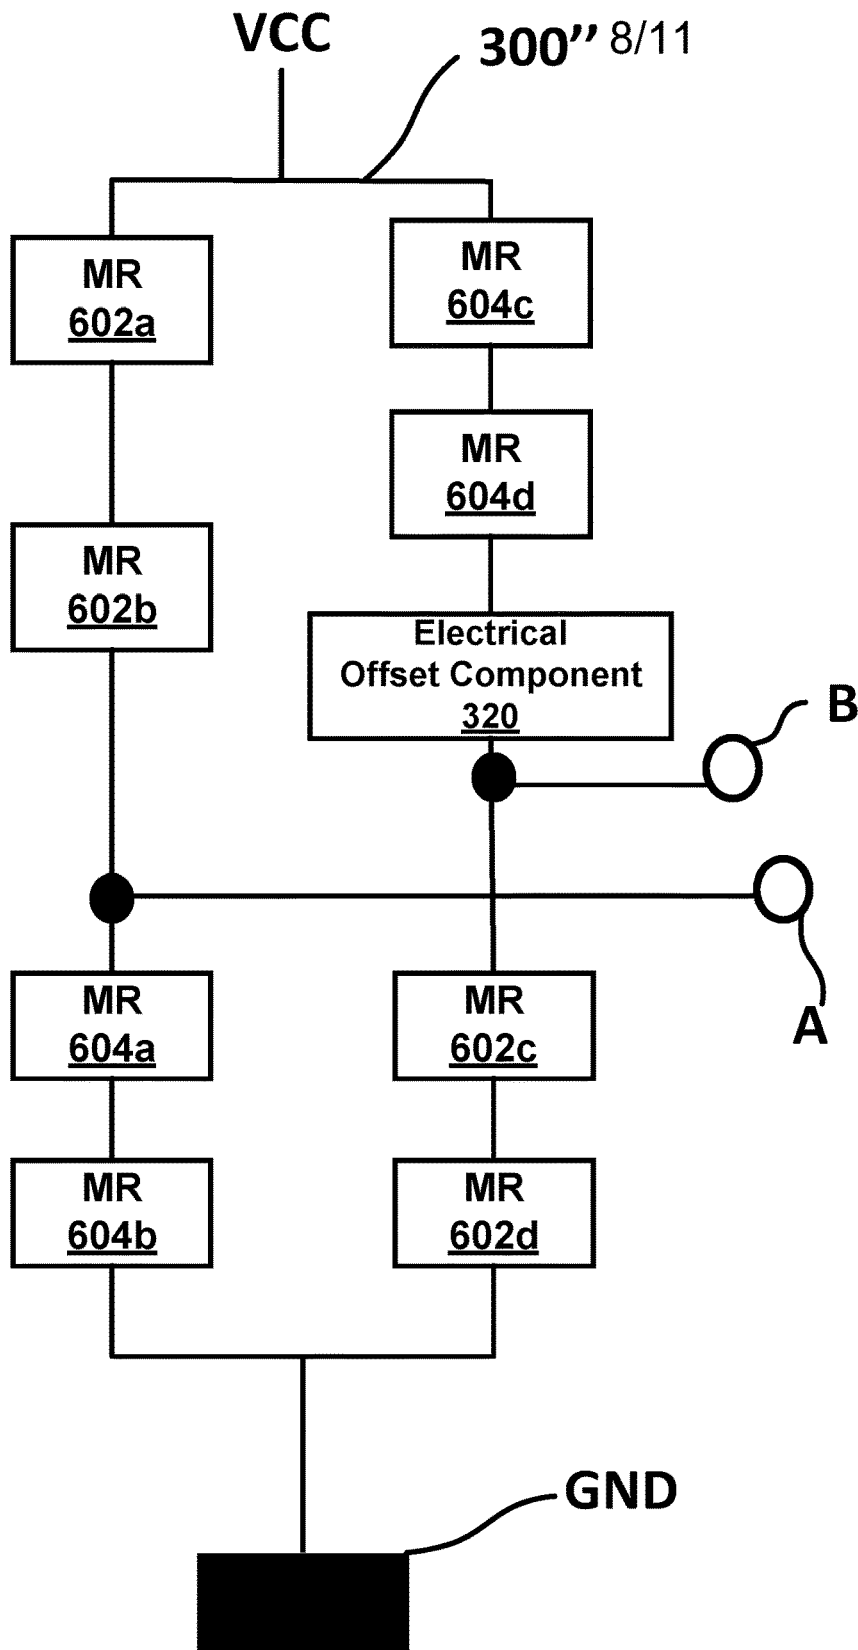 VCC
300’’ 8/11
MR
602a
MR
604c
MR
604d
MR
602b
Electrical
Offset Component
320
B
A
MR
604a
MR
602c
MR
604b
MR
602d
GND